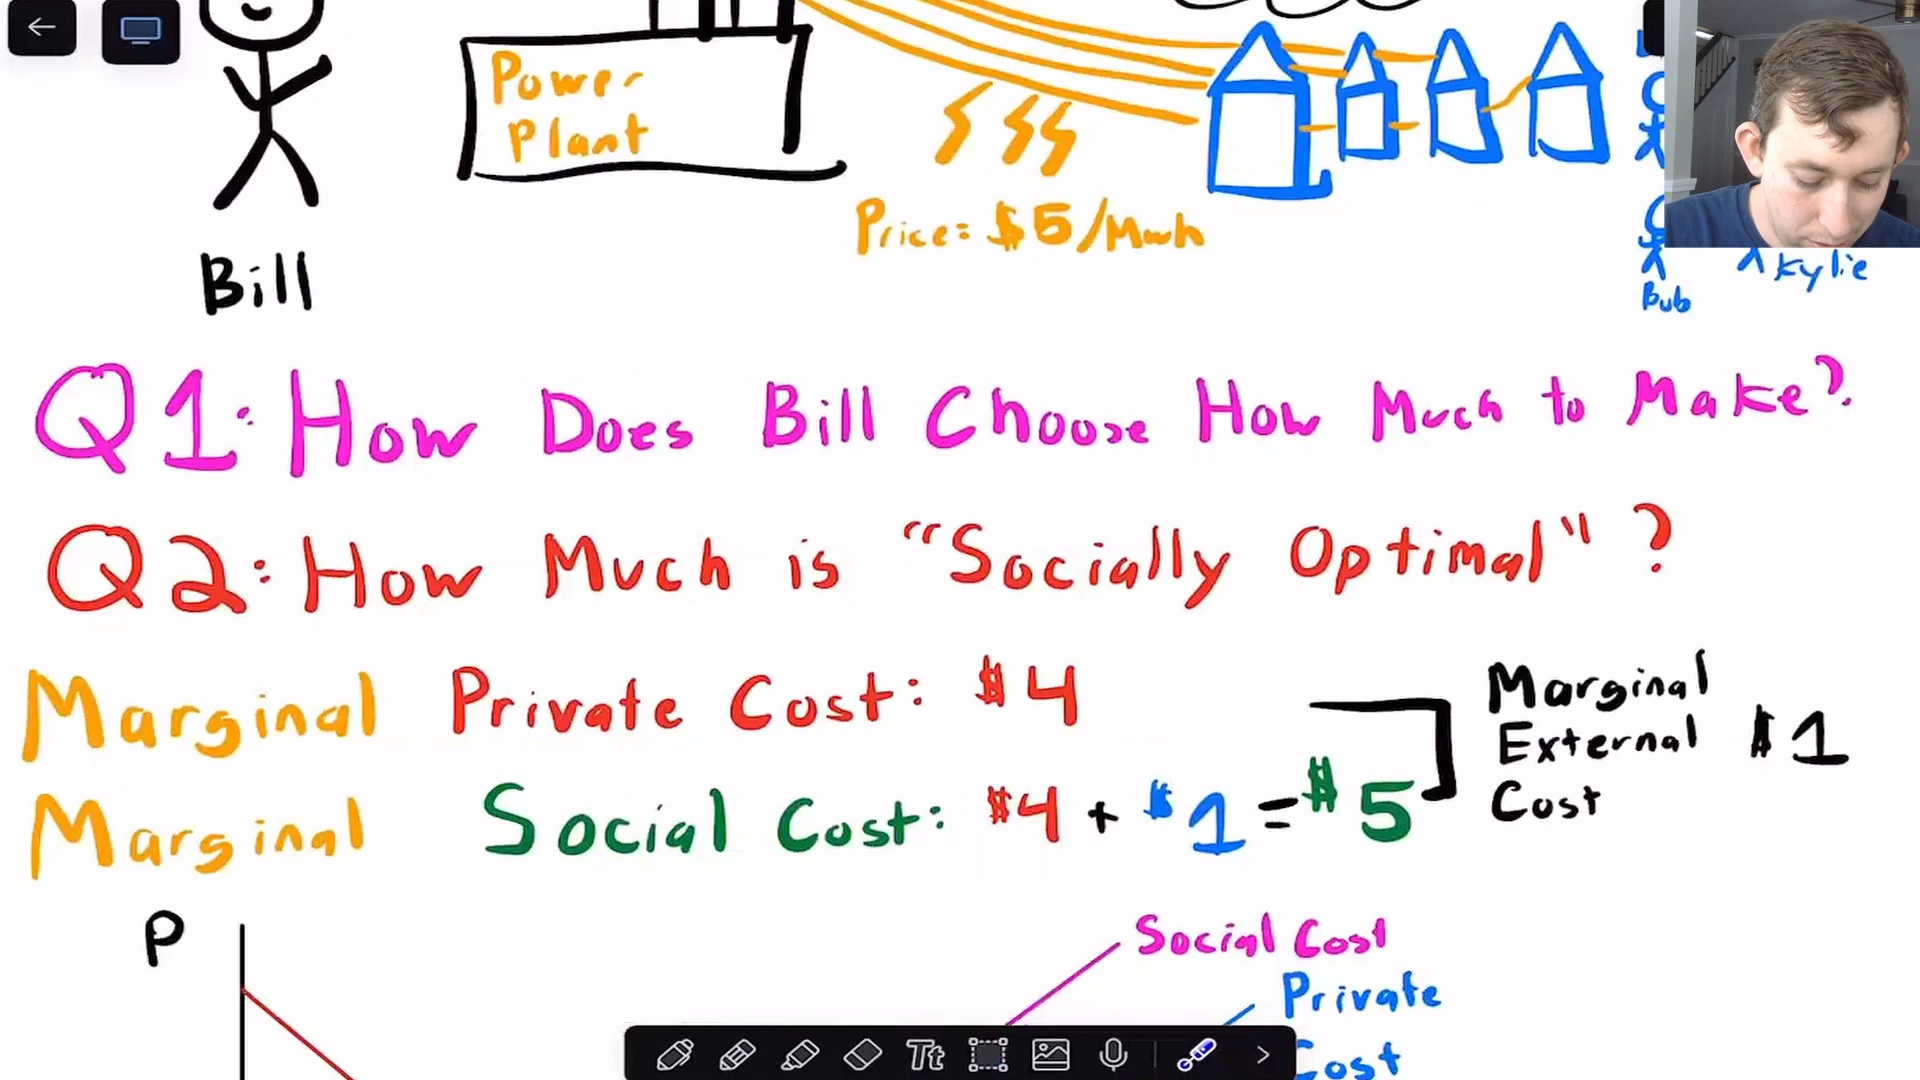 Power
Plant
Price: $5/Mwh
Bill
Kylie
Bub
Q1: How Does Bill Choose How Much to Make?
Q2: How Much is "Socially Optimal"?
Marginal Private Cost: $4
Marginal Social Cost: $4 + $1 = $5
Marginal
External $1
Cost
P
Social Cost
Private
Cost
Tt